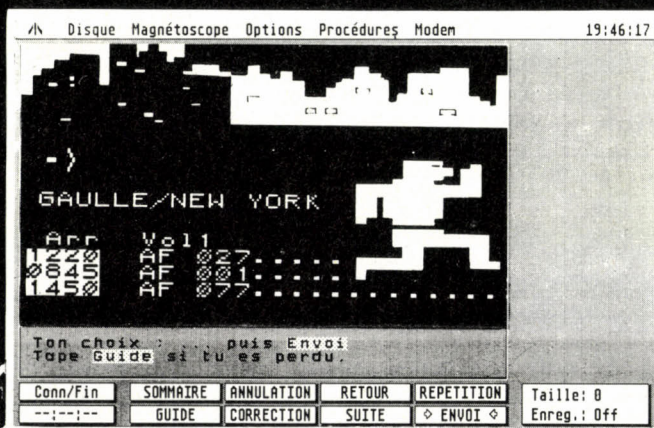 Disque Magnétoscope Options Procédures Modem 19:46:17
GAULLE/NEW YORK
Arr Vol1
1220 AF 027.....
0845 AF 001.....
1450 AF 077..............
Ton choix : ... puis Envoi
Tape Guide si tu es perdu.
Conn/Fin SOMMAIRE ANNULATION RETOUR REPETITION
--:--:-- GUIDE CORRECTION SUITE ◇ ENVOI ◇
Taille: 0
Enreg.: Off